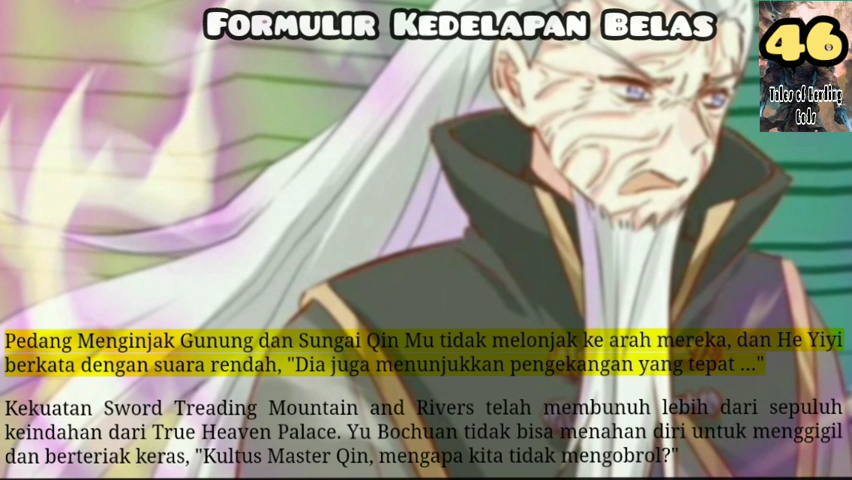 Formulir Kedelapan Belas
46
Tales of Herding
Gods
Pedang Menginjak Gunung dan Sungai Qin Mu tidak melonjak ke arah mereka, dan He Yiyi
berkata dengan suara rendah, "Dia juga menunjukkan pengekangan yang tepat ..."
Kekuatan Sword Treading Mountain and Rivers telah membunuh lebih dari sepuluh
keindahan dari True Heaven Palace. Yu Bochuan tidak bisa menahan diri untuk menggigil
dan berteriak keras, "Kultus Master Qin, mengapa kita tidak mengobrol?"